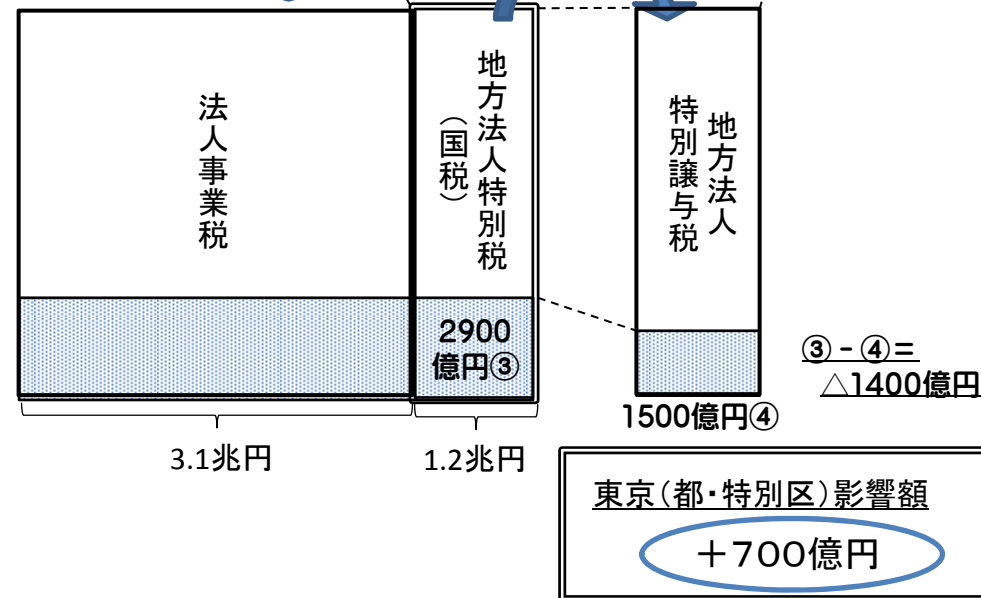 法人事業税
地方法人特別税
（国税）
地方法人
特別譲与税
2900
億円③
③-④=
△1400億円
1500億円④
3.1兆円
1.2兆円
東京（都・特別区）影響額
＋７００億円